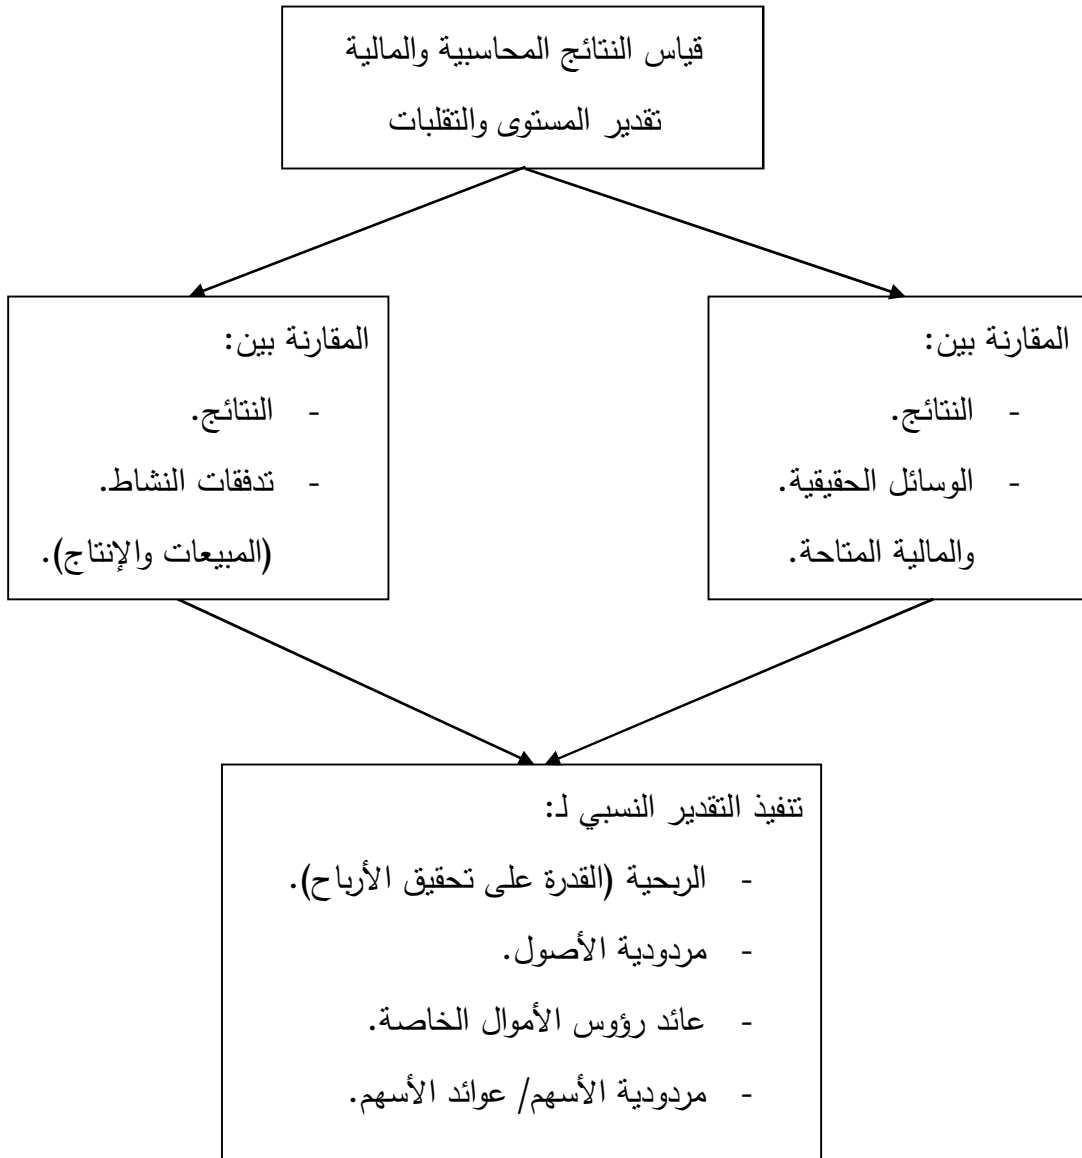 قياس النتائج المحاسبية والمالية
تقدير المستوى والتقلبات
المقارنة بين:
- النتائج.
- الوسائل الحقيقية.
والمالية المتاحة.
المقارنة بين:
- النتائج.
- تدفقات النشاط.
(المبيعات والإنتاج).
تنفيذ التقدير النسبي لـ:
- الربحية (القدرة على تحقيق الأرباح).
- مردودية الأصول.
- عائد رؤوس الأموال الخاصة.
- مردودية الأسهم/ عوائد الأسهم.